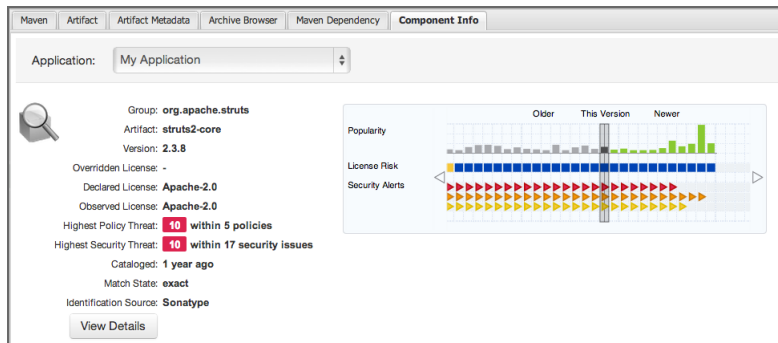 Maven Artifact Artifact Metadata Archive Browser Maven Dependency Component Info
Application: My Application
Group: org.apache.struts
Artifact: struts2-core
Version: 2.3.8
Overridden License: -
Declared License: Apache-2.0
Observed License: Apache-2.0
Highest Policy Threat: 10 within 5 policies
Highest Security Threat: 10 within 17 security issues
Cataloged: 1 year ago
Match State: exact
Identification Source: Sonatype
View Details
Older This Version Newer
Popularity
License Risk
Security Alerts